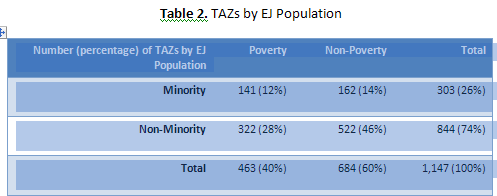 Table 2. TAZs by EJ Population
Number (percentage) of TAZs by EJ Poverty Non-Poverty Total
Population
Minority 141 (12%) 162 (14%) 303 (26%)
Non-Minority 322 (28%) 522 (46%) 844 (74%)
Total 463 (40%) 684 (60%) 1,147 (100%)